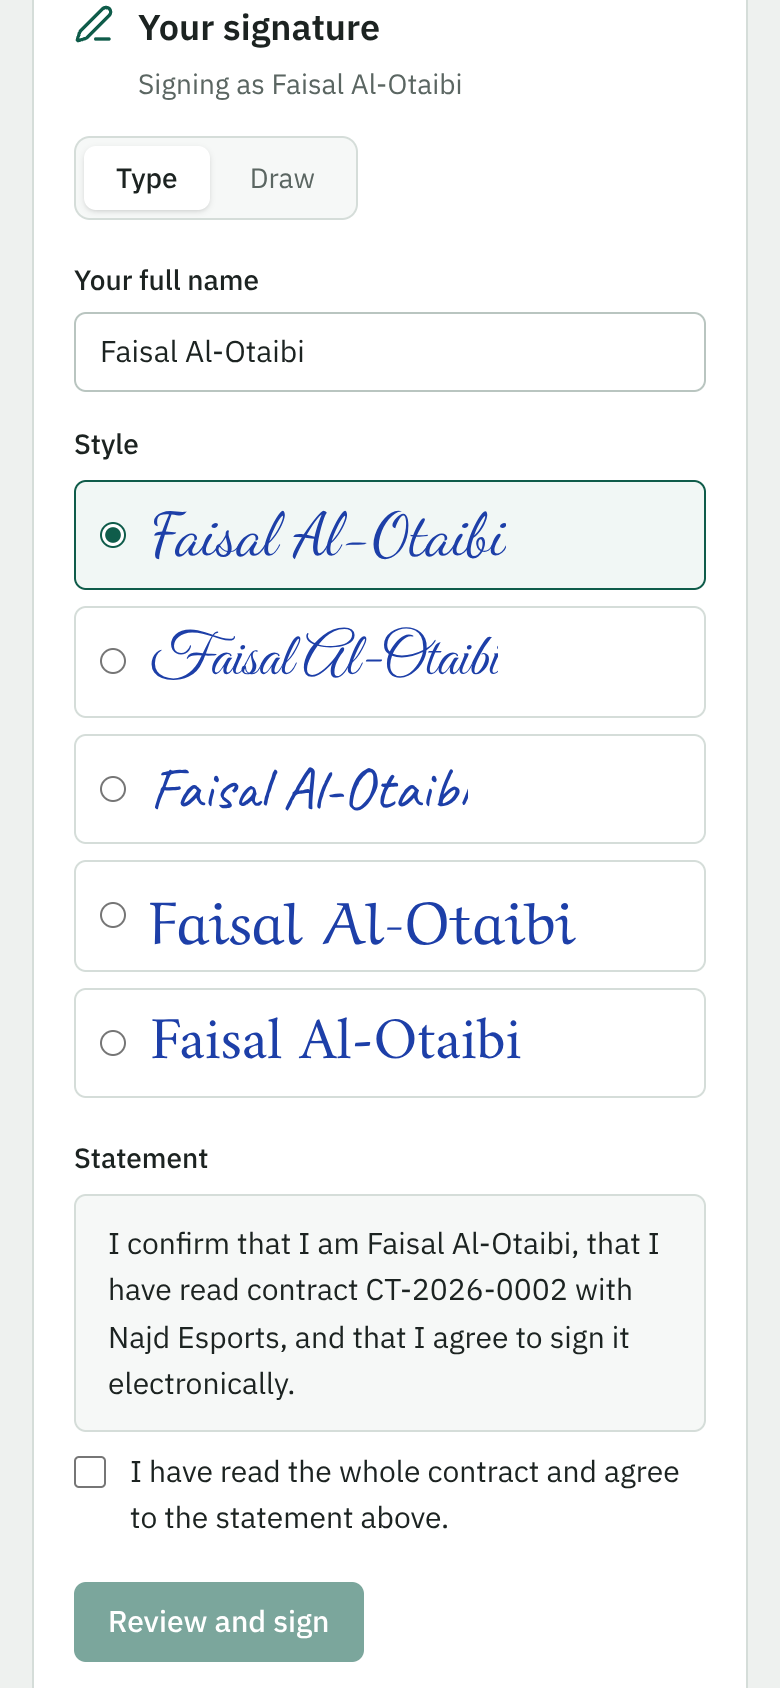 Your signature
Signing as Faisal Al-Otaibi
Type Draw
Your full name
Faisal Al-Otaibi
Style
Faisal Al-Otaibi
Faisal Al-Otaibi
Faisal Al-Otaibi
Faisal Al-Otaibi
Faisal Al-Otaibi
Statement
I confirm that I am Faisal Al-Otaibi, that I
have read contract CT-2026-0002 with
Najd Esports, and that I agree to sign it
electronically.
I have read the whole contract and agree
to the statement above.
Review and sign